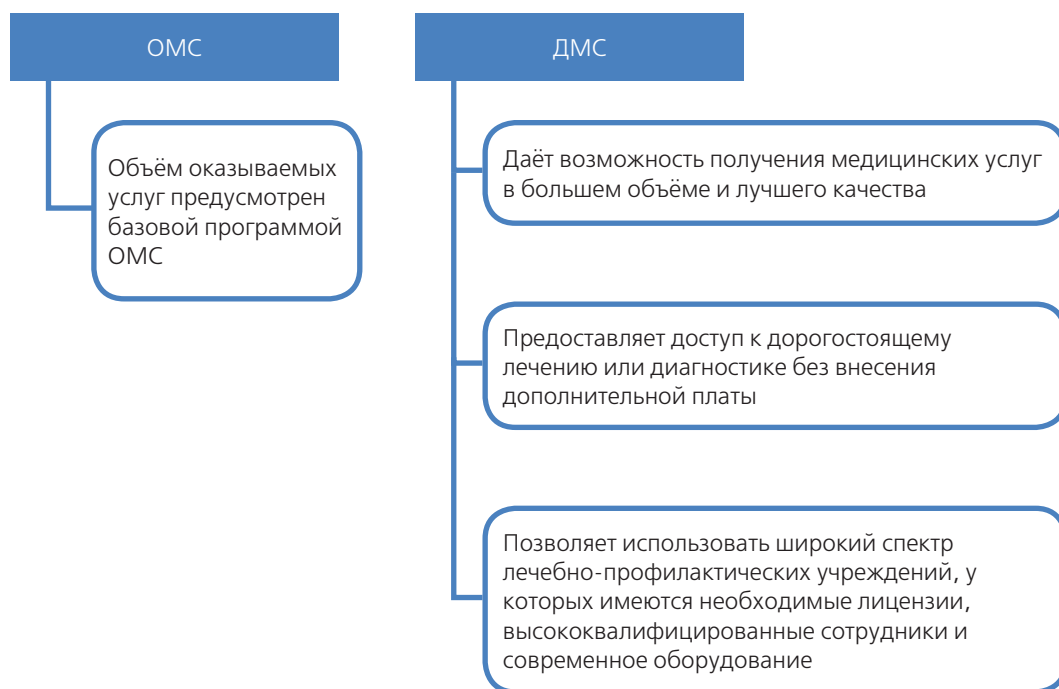 ОМС
Объём оказываемых
услуг предусмотрен
базовой программой
ОМС
ДМС
Даёт возможность получения медицинских услуг
в большем объёме и лучшего качества
Предоставляет доступ к дорогостоящему
лечению или диагностике без внесения
дополнительной платы
Позволяет использовать широкий спектр
лечебно-профилактических учреждений, у
которых имеются необходимые лицензии,
высококвалифицированные сотрудники и
современное оборудование